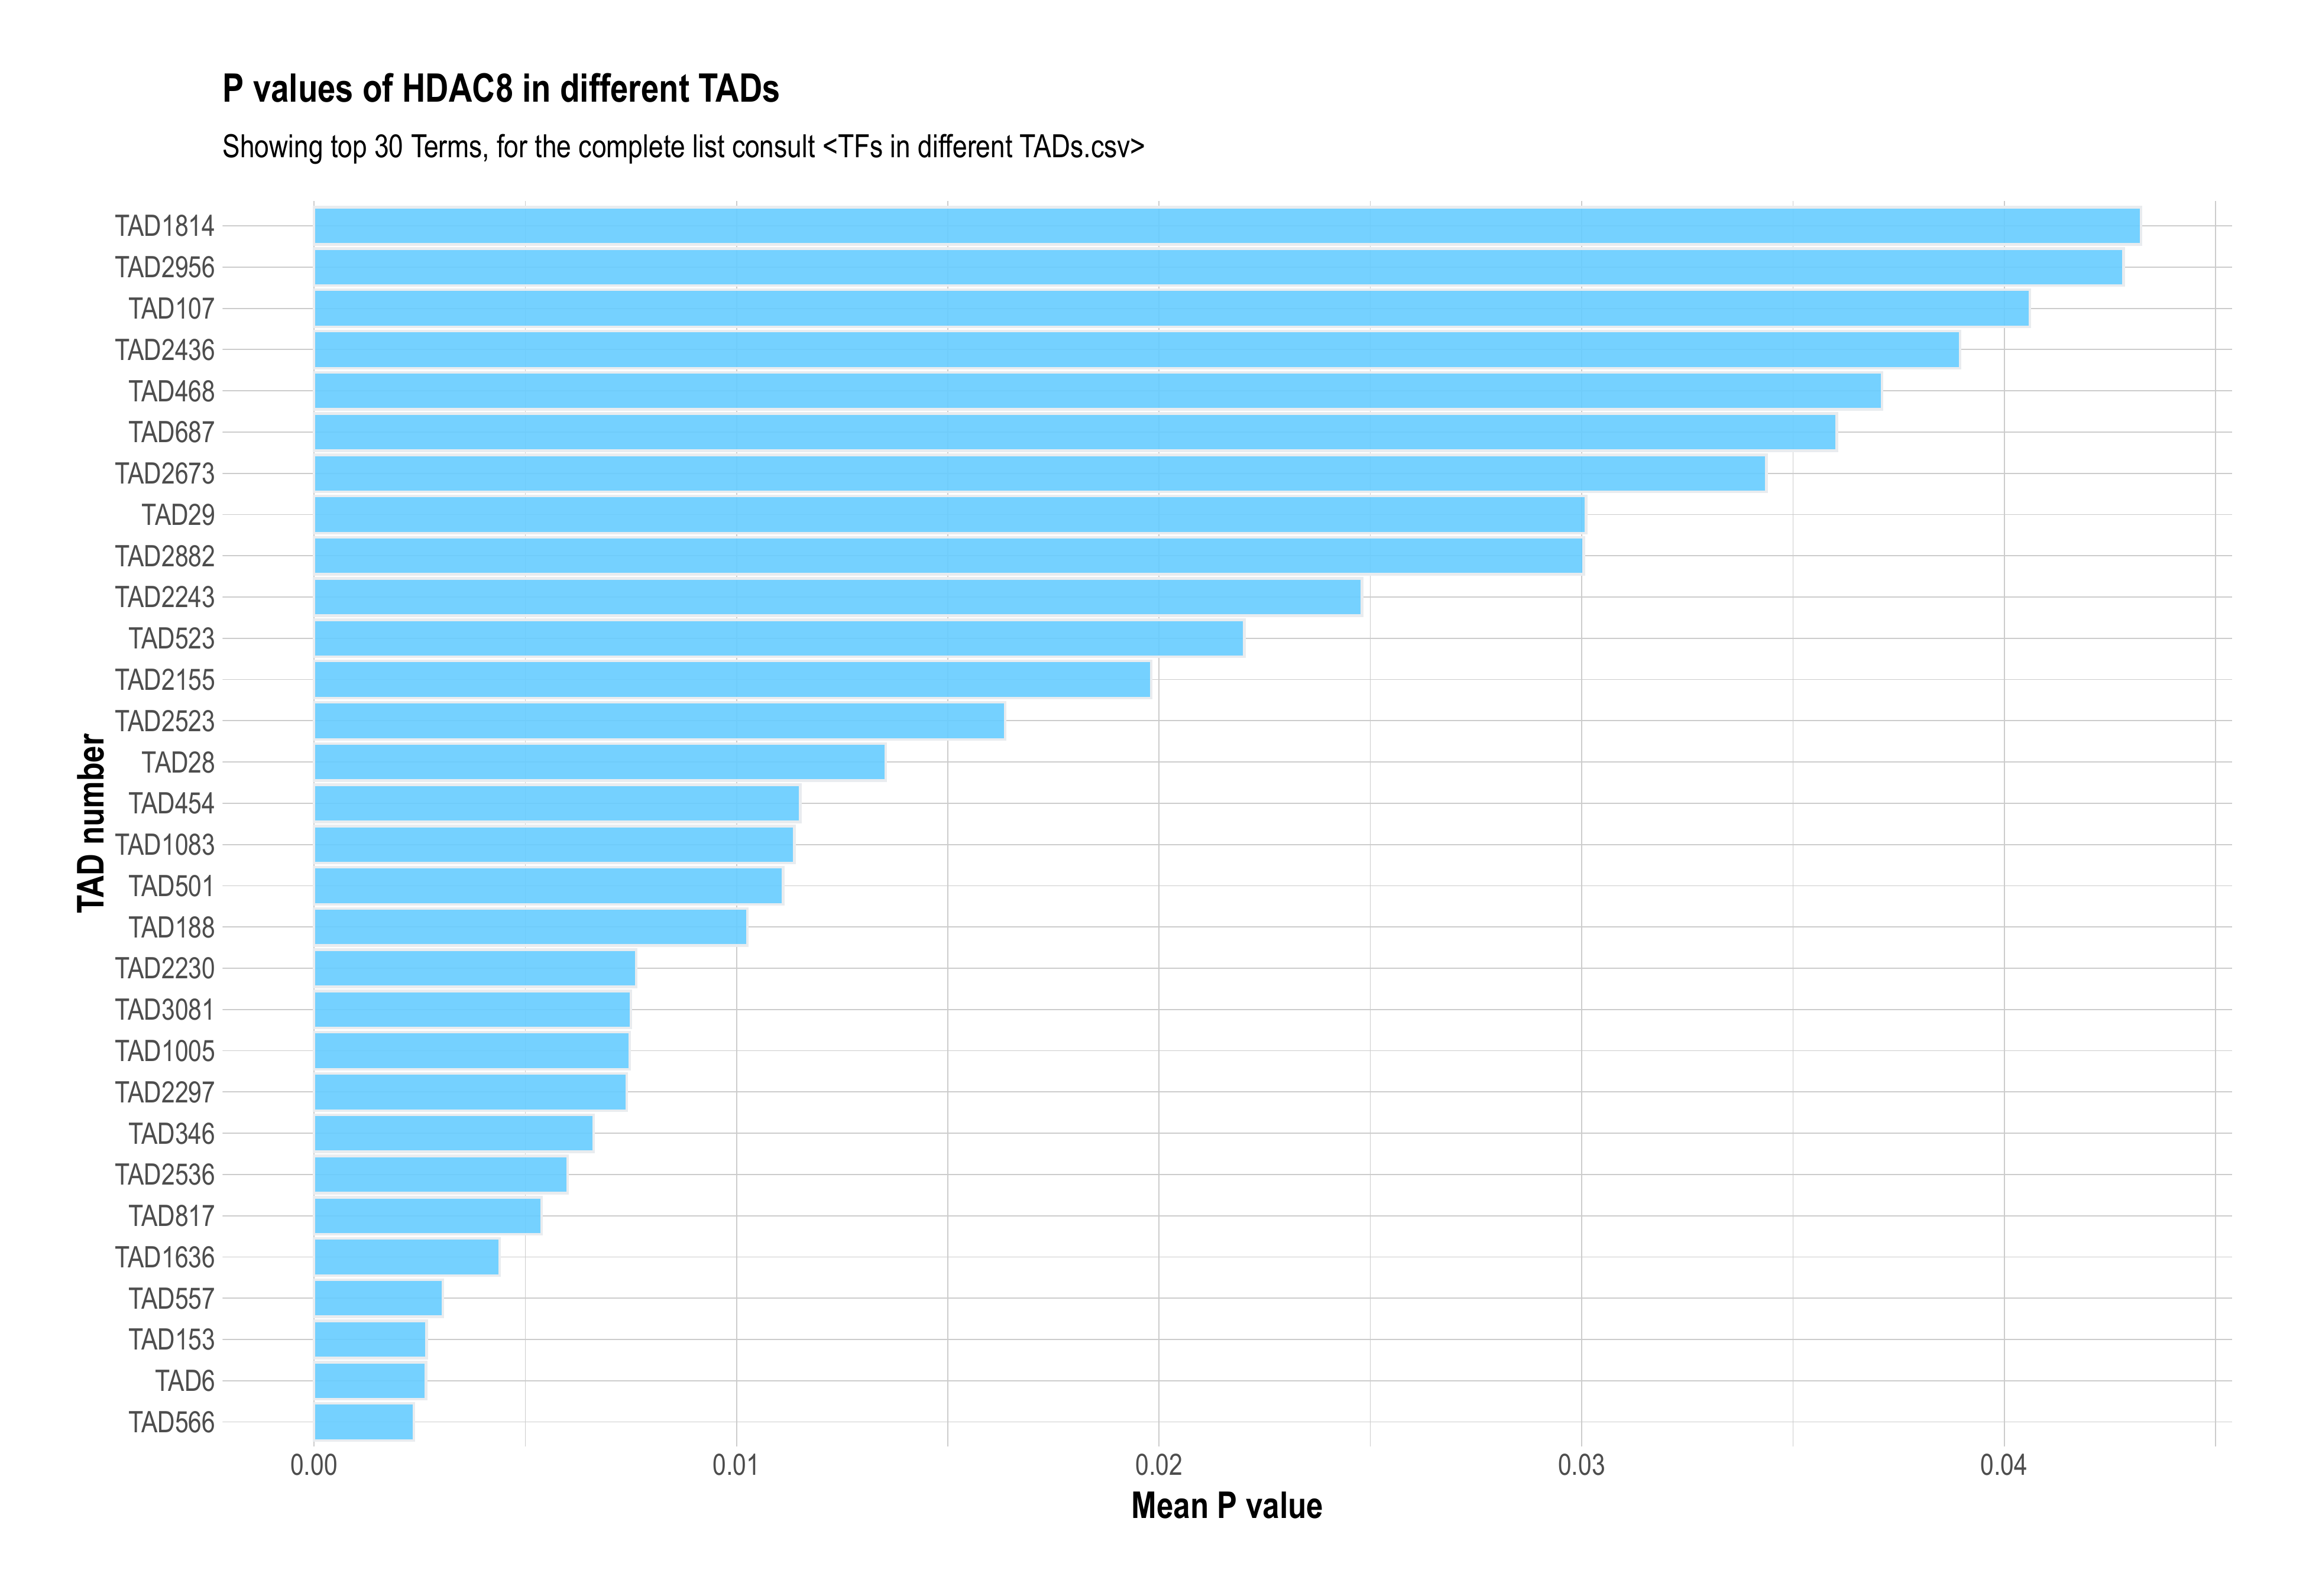 P values of HDAC8 in different TADs
Showing top 30 Terms, for the complete list consult <TFs in different TADs.csv>
TAD number
TAD1814
TAD2956
TAD107
TAD2436
TAD468
TAD687
TAD2673
TAD29
TAD2882
TAD2243
TAD523
TAD2155
TAD2523
TAD28
TAD454
TAD1083
TAD501
TAD188
TAD2230
TAD3081
TAD1005
TAD2297
TAD346
TAD2536
TAD817
TAD1636
TAD557
TAD153
TAD6
TAD566
0.00 0.01 0.02 0.03 0.04
Mean P value